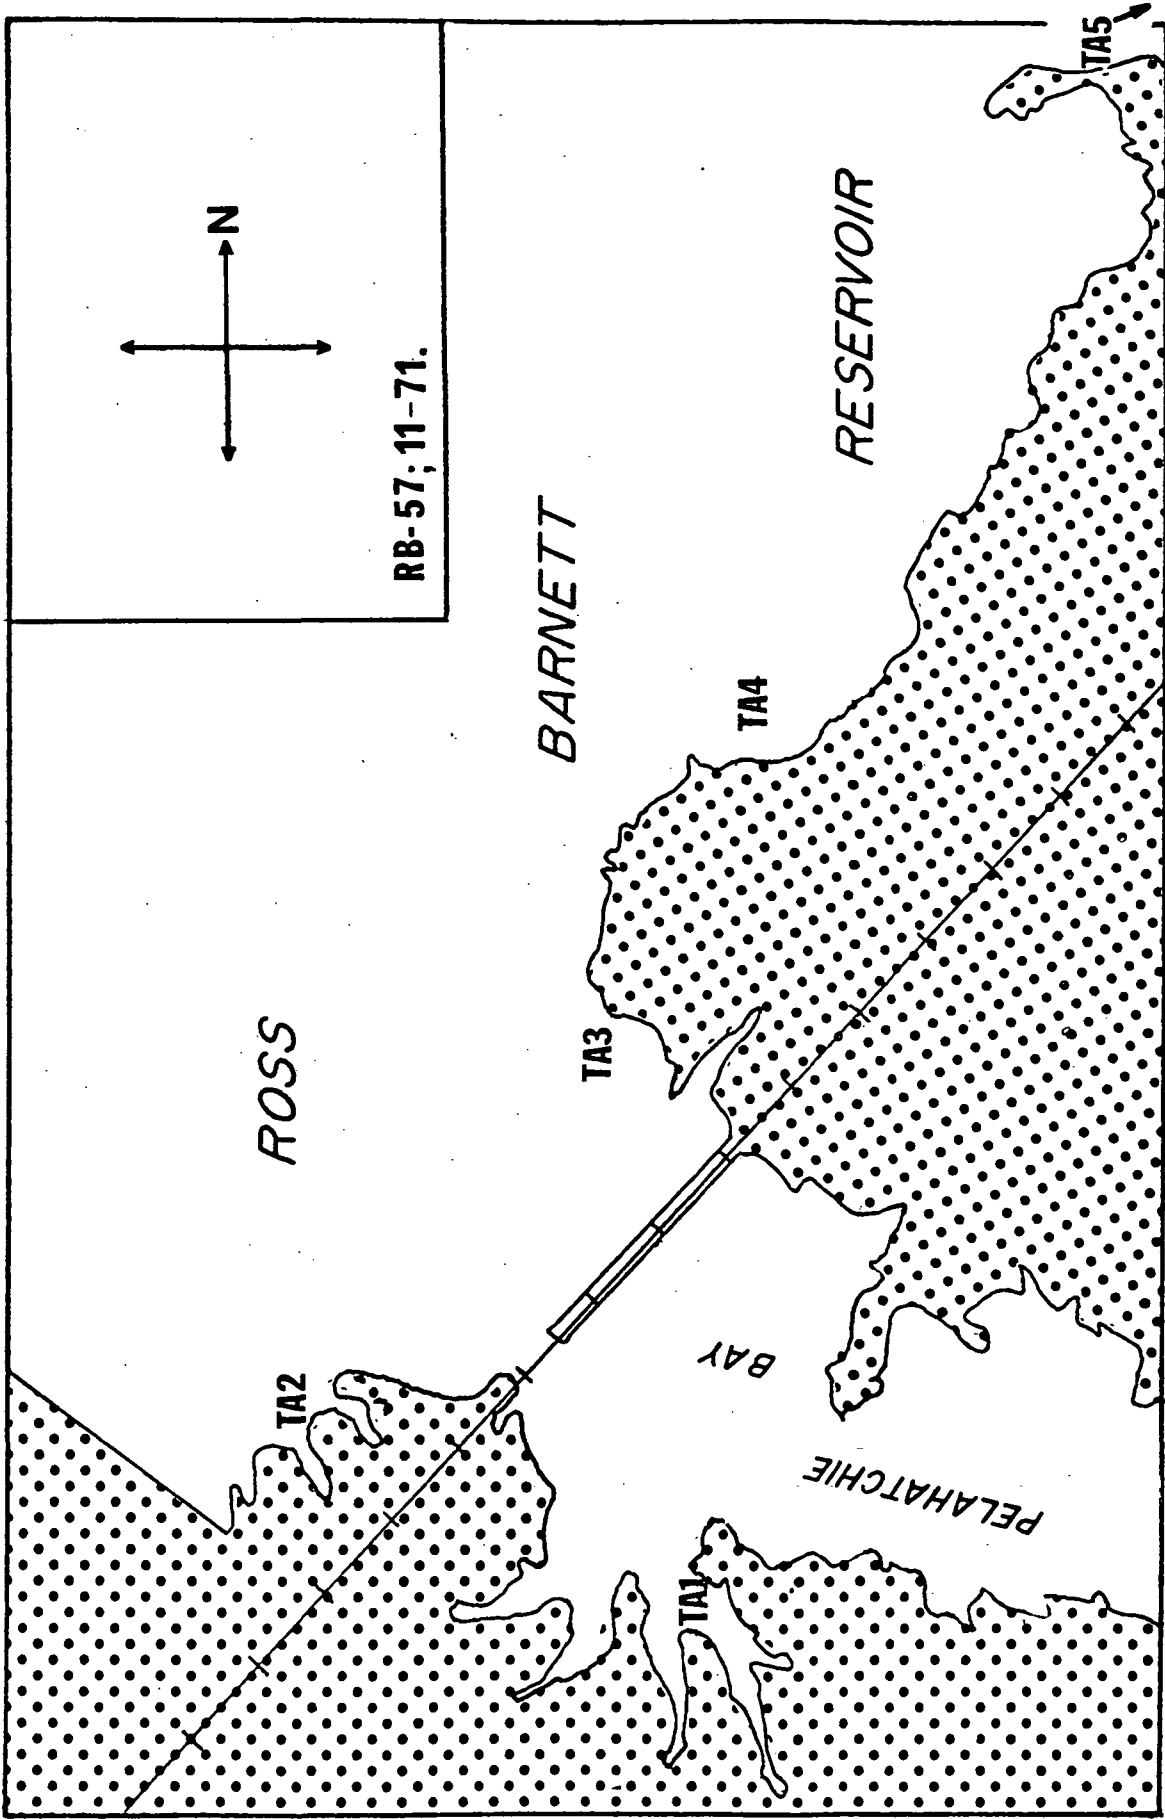 N
RB-57; 11-71.
ROSS
BARNETT
RESERVOIR
TA5
TA4
TA3
TA2
TA1
BAY
PELAHATCHIE